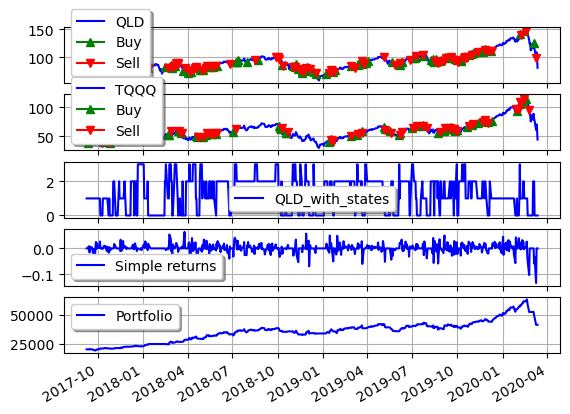 QLD
Buy
Sell
150
100
TQQQ
Buy
Sell
100
50
QLD_with_states
2
0
Simple returns
0.0
−0.1
Portfolio
50000
25000
2017-10
2018-01
2018-04
2018-07
2018-10
2019-01
2019-04
2019-07
2019-10
2020-01
2020-04